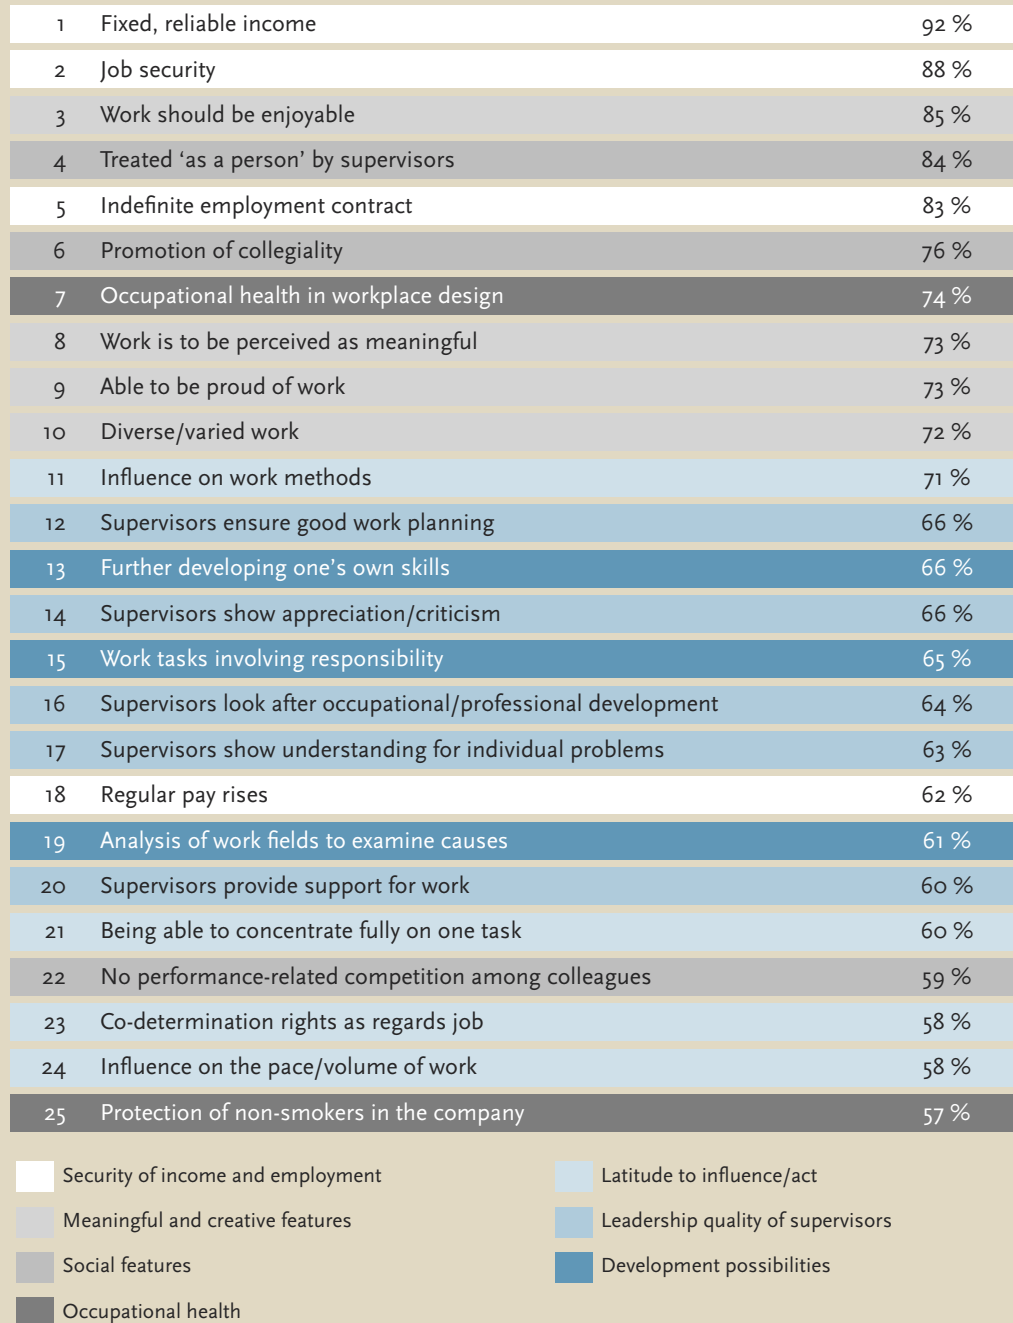 1 Fixed, reliable income 92 %
2 Job security 88 %
3 Work should be enjoyable 85 %
4 Treated ‘as a person’ by supervisors 84 %
5 Indefinite employment contract 83 %
6 Promotion of collegiality 76 %
7 Occupational health in workplace design 74 %
8 Work is to be perceived as meaningful 73 %
9 Able to be proud of work 73 %
10 Diverse/varied work 72 %
11 Influence on work methods 71 %
12 Supervisors ensure good work planning 66 %
13 Further developing one’s own skills 66 %
14 Supervisors show appreciation/criticism 66 %
15 Work tasks involving responsibility 65 %
16 Supervisors look after occupational/professional development 64 %
17 Supervisors show understanding for individual problems 63 %
18 Regular pay rises 62 %
19 Analysis of work fields to examine causes 61 %
20 Supervisors provide support for work 60 %
21 Being able to concentrate fully on one task 60 %
22 No performance-related competition among colleagues 59 %
23 Co-determination rights as regards job 58 %
24 Influence on the pace/volume of work 58 %
25 Protection of non-smokers in the company 57 %
Security of income and employment
Meaningful and creative features
Social features
Occupational health
Latitude to influence/act
Leadership quality of supervisors
Development possibilities